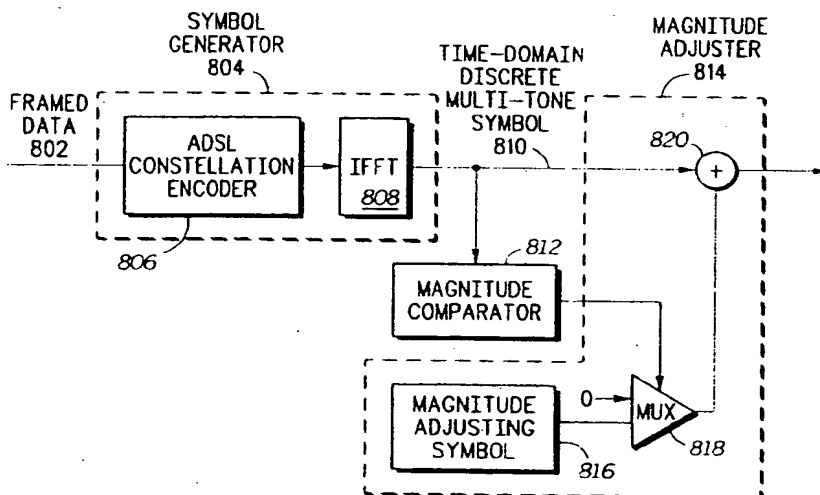 SYMBOL
GENERATOR
804
TIME-DOMAIN
DISCRETE
MULTI-TONE
SYMBOL
810
MAGNITUDE
ADJUSTER
814
FRAMED
DATA
802
ADSL
CONSTELLATION
ENCODER
806
IFFT
808
820
+
812
MAGNITUDE
COMPARATOR
0
MUX
818
MAGNITUDE
ADJUSTING
SYMBOL
816